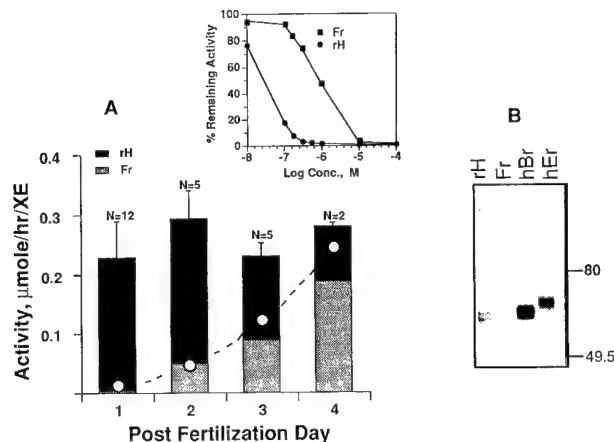 Fr
rH
% Remaining Activity
100
80
60
40
20
0
-8
-7
-6
-5
-4
Log Conc., M
A
rH
Fr
Activity, μmole/hr/XE
0.4
0.3
0.2
0.1
N=12
N=5
N=5
N=2
1
2
3
4
Post Fertilization Day
B
rH
Fr
hBr
hEr
80
49.5